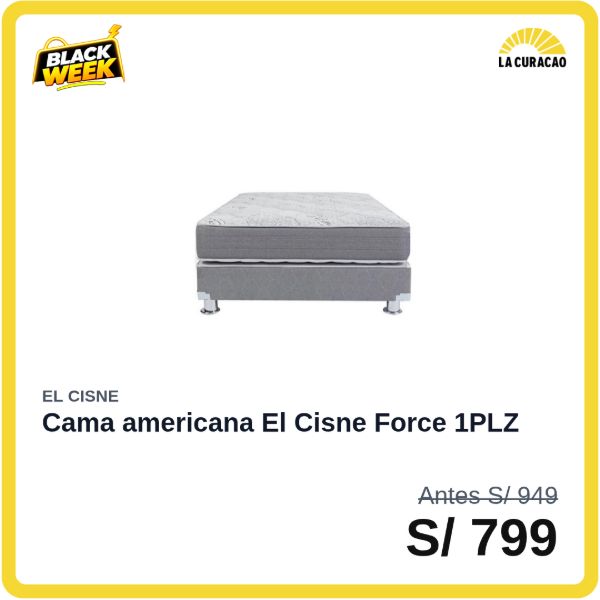 BLACK
WEEK
LA CURACAO
EL CISNE
Cama americana El Cisne Force 1PLZ
Antes S/ 949
S/ 799